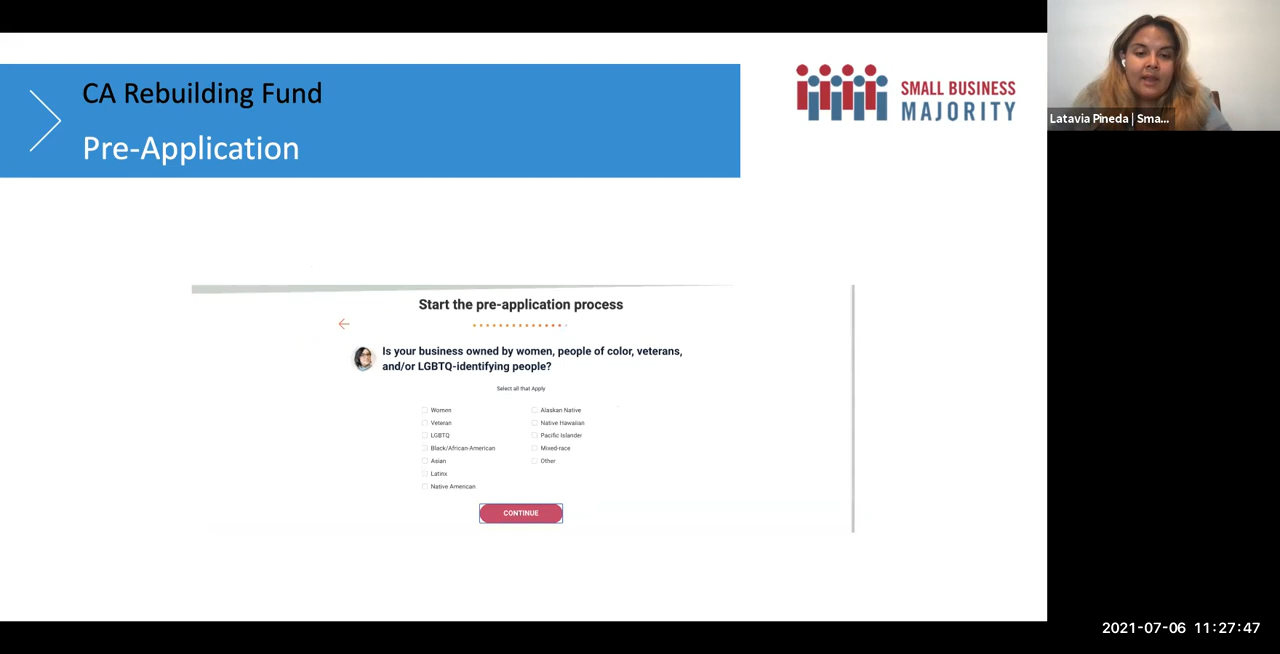 CA Rebuilding Fund
Pre-Application
SMALL BUSINESS
MAJORITY
Latavia Pineda | Sma...
Start the pre-application process
Is your business owned by women, people of color, veterans,
and/or LGBTQ-identifying people?
Select all that Apply
Women
Veteran
LGBTQ
Black/African-American
Asian
Latinx
Native American
Alaskan Native
Native Hawaiian
Pacific Islander
Mixed-race
Other
CONTINUE
2021-07-06 11:27:47